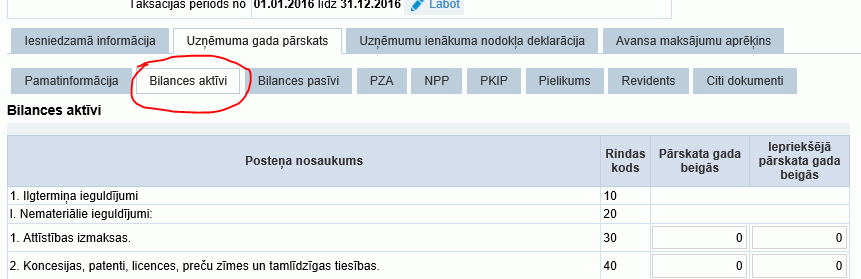 Taksācijas periods no 01.01.2016 līdz 31.12.2016 Labot
Iesniedzamā informācija Uzņēmuma gada pārskats Uzņēmumu ienākuma nodokļa deklarācija Avansa maksājumu aprēķins
Pamatinformācija Bilances aktīvi Bilances pasīvi PZA NPP PKIP Pielikums Revidents Citi dokumenti
Bilances aktīvi
Posteņa nosaukums Rindas kods Pārskata gada beigās Iepriekšējā pārskata gada beigās
1. Ilgtermiņa ieguldījumi 10
I. Nemateriālie ieguldījumi: 20
1. Attīstības izmaksas. 30 0 0
2. Koncesijas, patenti, licences, preču zīmes un tamlīdzīgas tiesības. 40 0 0